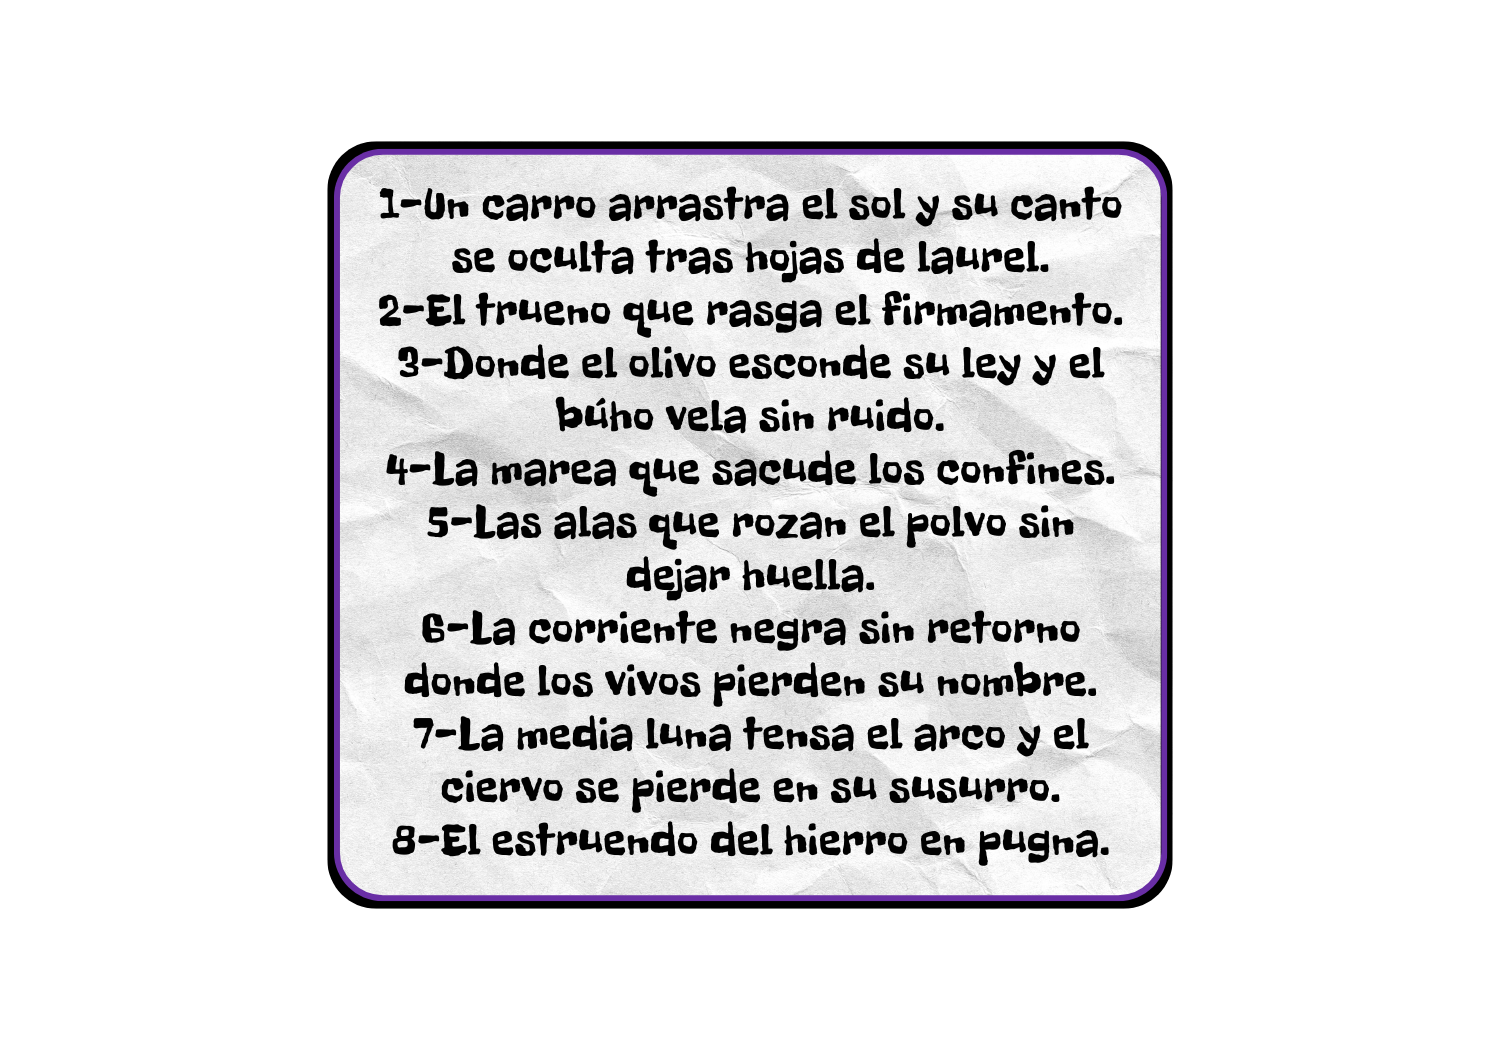 1-Un carro arrastra el sol y su canto
se oculta tras hojas de laurel.
2-El trueno que rasga el firmamento.
3-Donde el olivo esconde su ley y el
búho vela sin ruido.
4-La marea que sacude los confines.
5-Las alas que rozan el polvo sin
dejar huella.
6-La corriente negra sin retorno
donde los vivos pierden su nombre.
7-La media luna tensa el arco y el
ciervo se pierde en su susurro.
8-El estruendo del hierro en pugna.